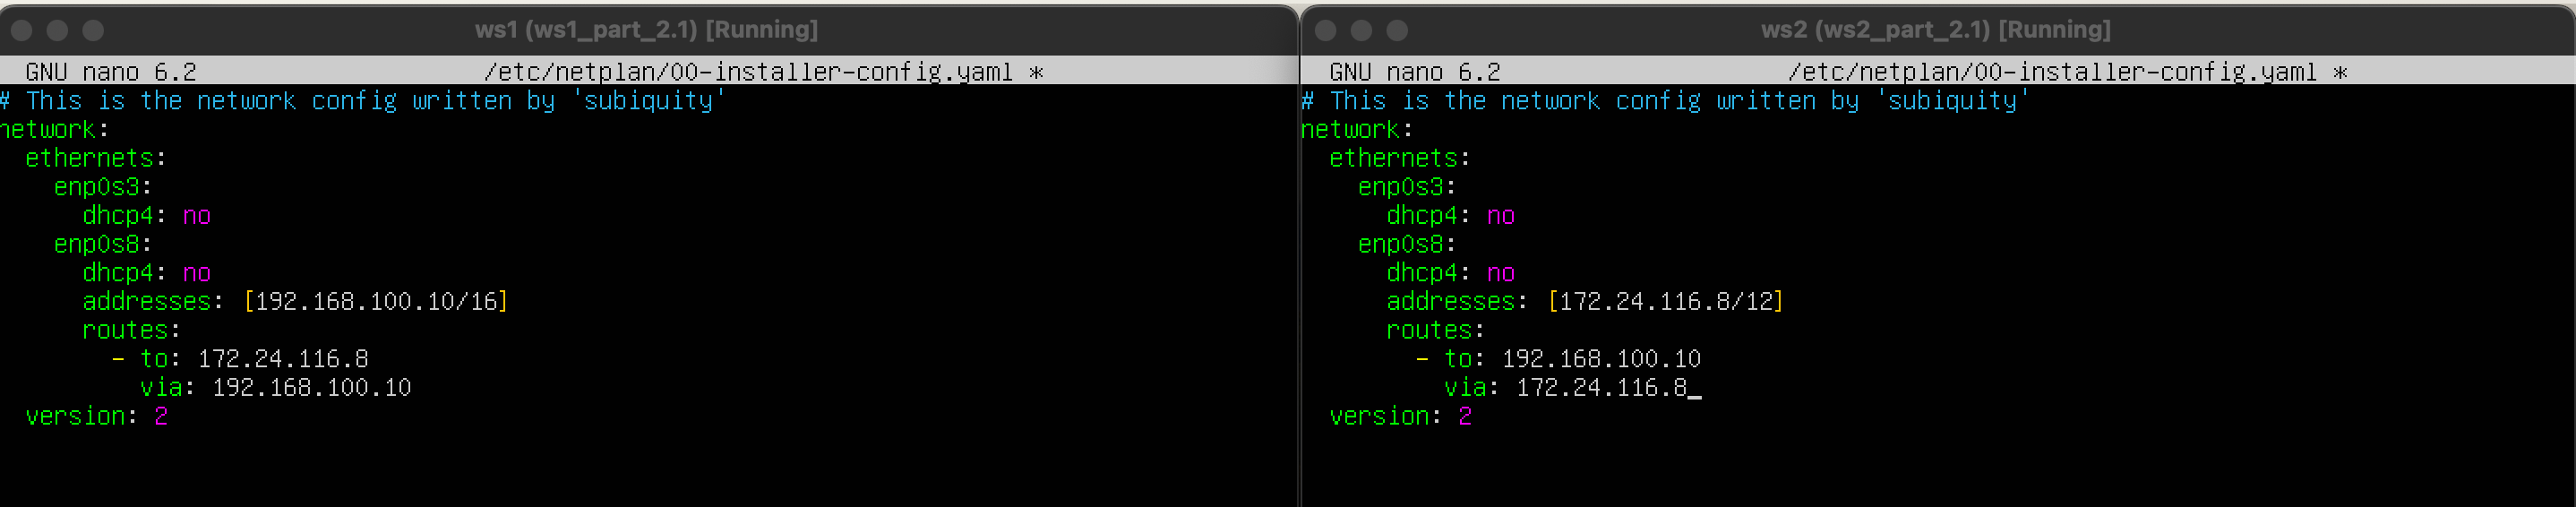 ws1 (ws1_part_2.1) [Running]
GNU nano 6.2 /etc/netplan/00-installer-config.yaml *
# This is the network config written by 'subiquity'
network:
  ethernets:
    enp0s3:
      dhcp4: no
    enp0s8:
      dhcp4: no
      addresses: [192.168.100.10/16]
      routes:
        - to: 172.24.116.8
          via: 192.168.100.10
  version: 2
ws2 (ws2_part_2.1) [Running]
GNU nano 6.2 /etc/netplan/00-installer-config.yaml *
# This is the network config written by 'subiquity'
network:
  ethernets:
    enp0s3:
      dhcp4: no
    enp0s8:
      dhcp4: no
      addresses: [172.24.116.8/12]
      routes:
        - to: 192.168.100.10
          via: 172.24.116.8
  version: 2